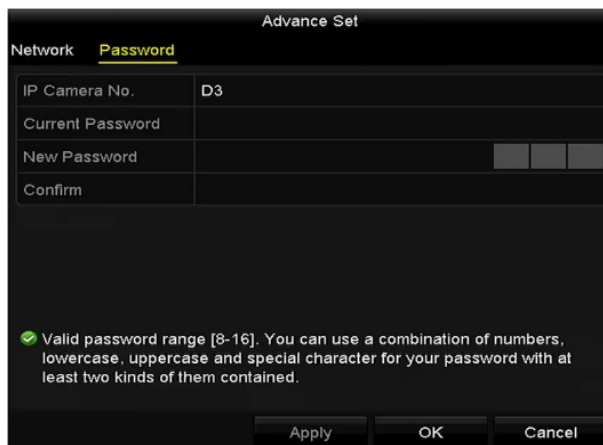 Advance Set
Network Password
IP Camera No. D3
Current Password
New Password
Confirm
Valid password range [8-16]. You can use a combination of numbers,
lowercase, uppercase and special character for your password with at
least two kinds of them contained.
Apply OK Cancel